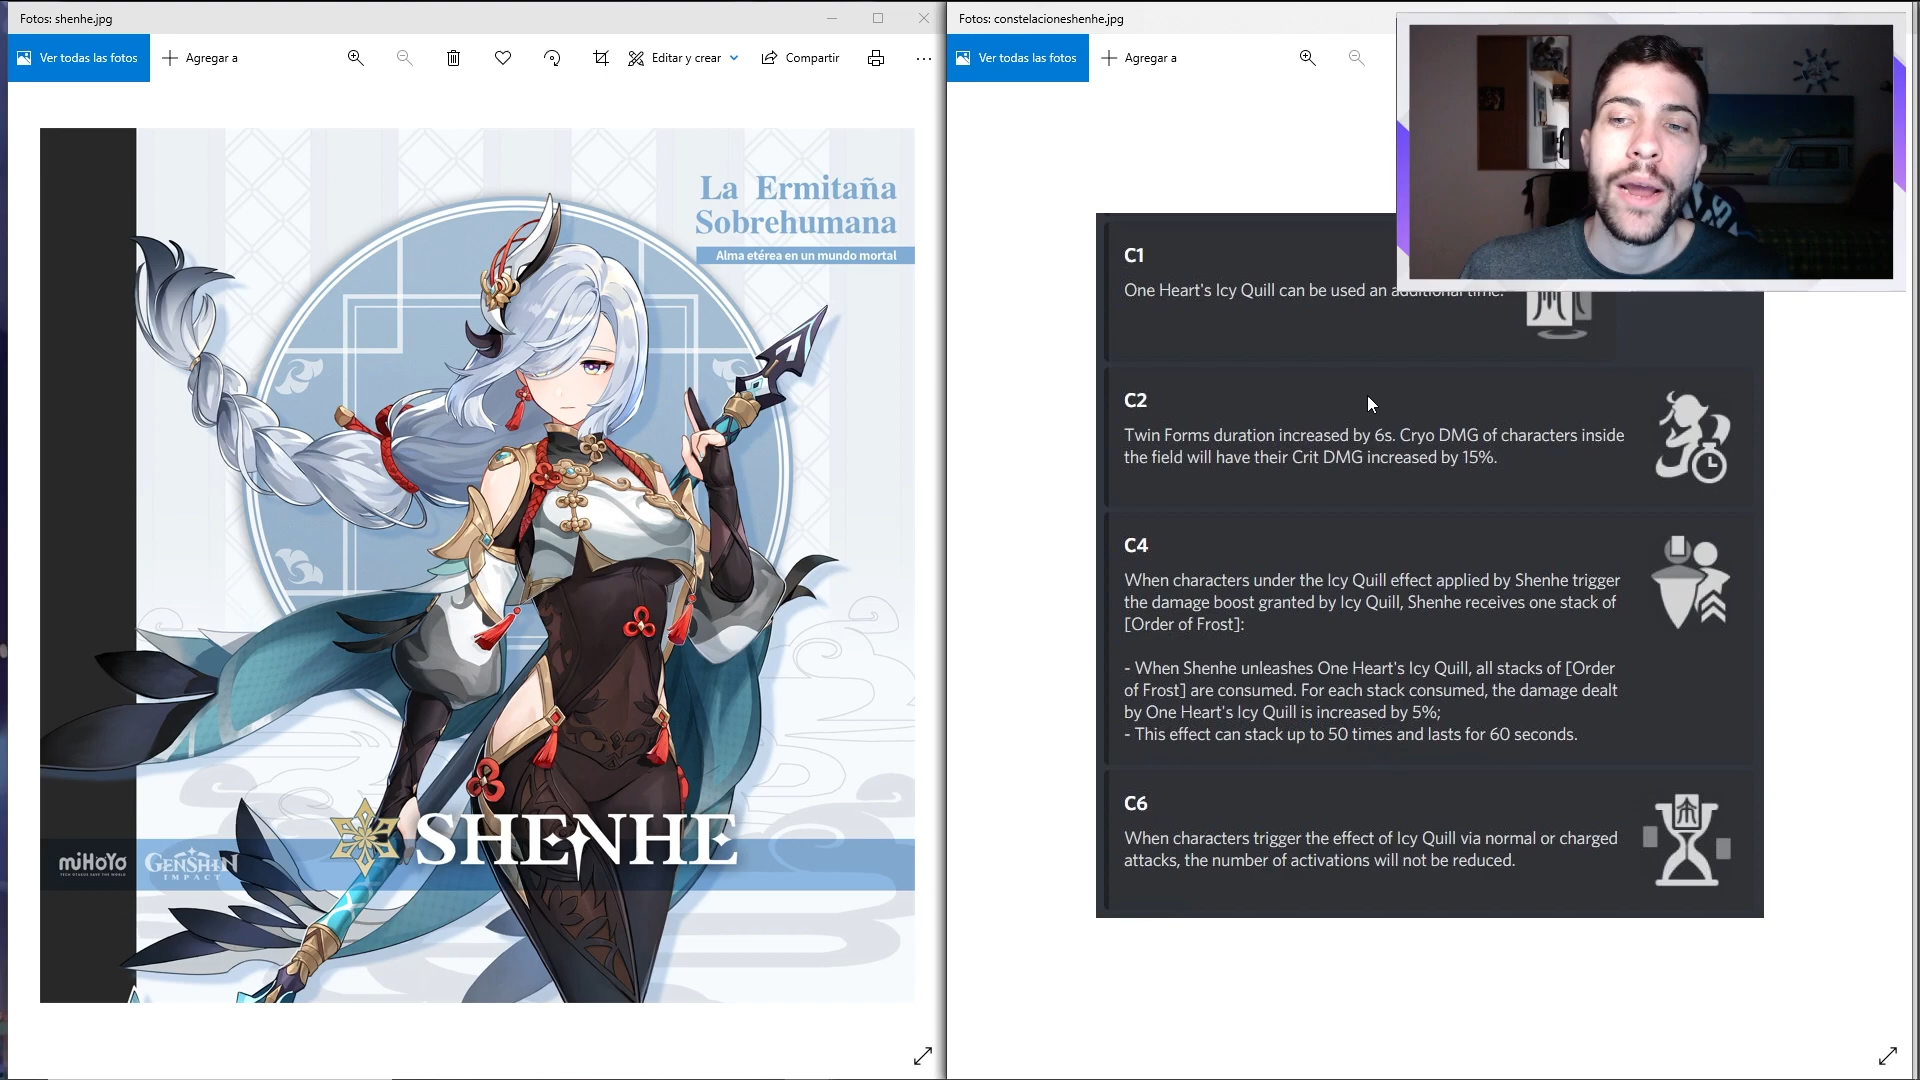 Fotos: shenhe.jpg
Ver todas las fotos
Agregar a
Editar y crear
Compartir
La Ermitaña
Sobrehumana
Alma etérea en un mundo mortal
SHENHE
miHoYo
TECH OTAKUS SAVE THE WORLD
GENSHIN
IMPACT
Fotos: constelacioneshenhe.jpg
Ver todas las fotos
Agregar a
C1
One Heart's Icy Quill can be used an additional time.
C2
Twin Forms duration increased by 6s. Cryo DMG of characters inside
the field will have their Crit DMG increased by 15%.
C4
When characters under the Icy Quill effect applied by Shenhe trigger
the damage boost granted by Icy Quill, Shenhe receives one stack of
[Order of Frost]:
- When Shenhe unleashes One Heart's Icy Quill, all stacks of [Order
of Frost] are consumed. For each stack consumed, the damage dealt
by One Heart's Icy Quill is increased by 5%;
- This effect can stack up to 50 times and lasts for 60 seconds.
C6
When characters trigger the effect of Icy Quill via normal or charged
attacks, the number of activations will not be reduced.